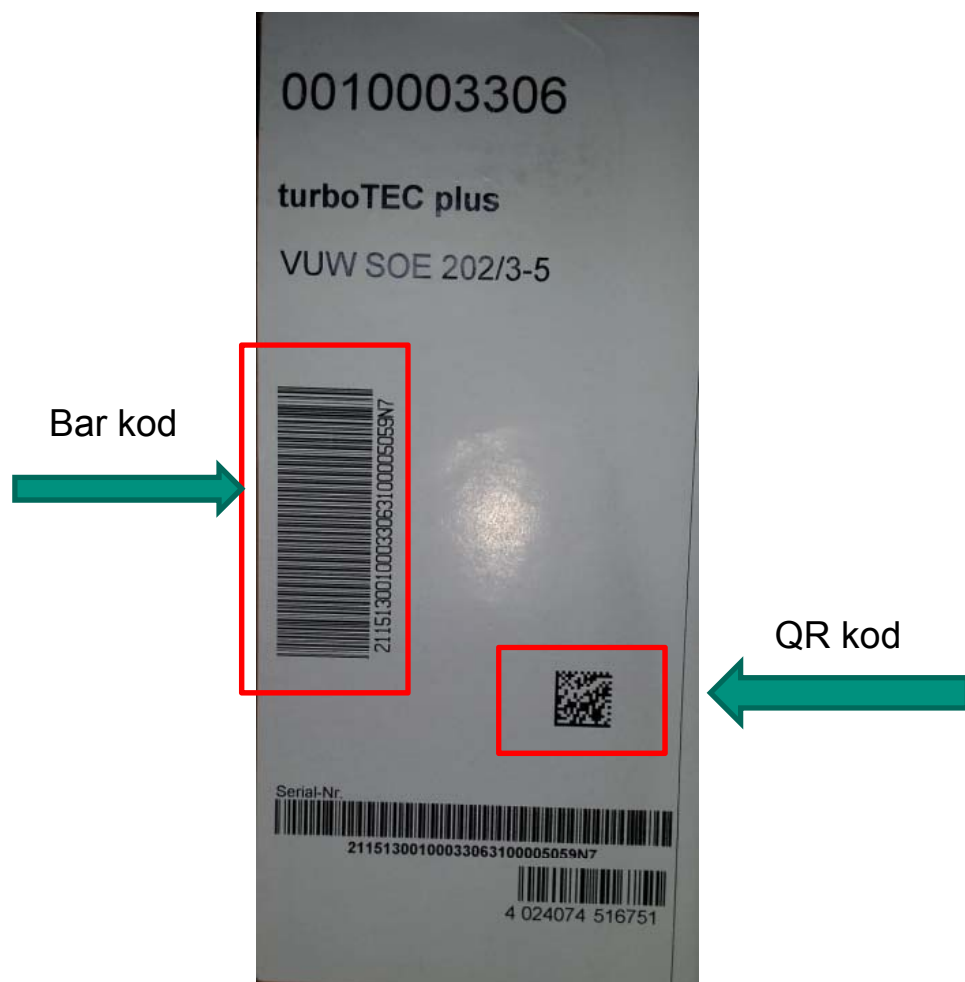 0010003306
turboTEC plus
VUW SOE 202/3-5
Bar kod
21151300100033063100005059N7
QR kod
Serial-Nr.
21151300100033063100005059N7
4 024074 516751